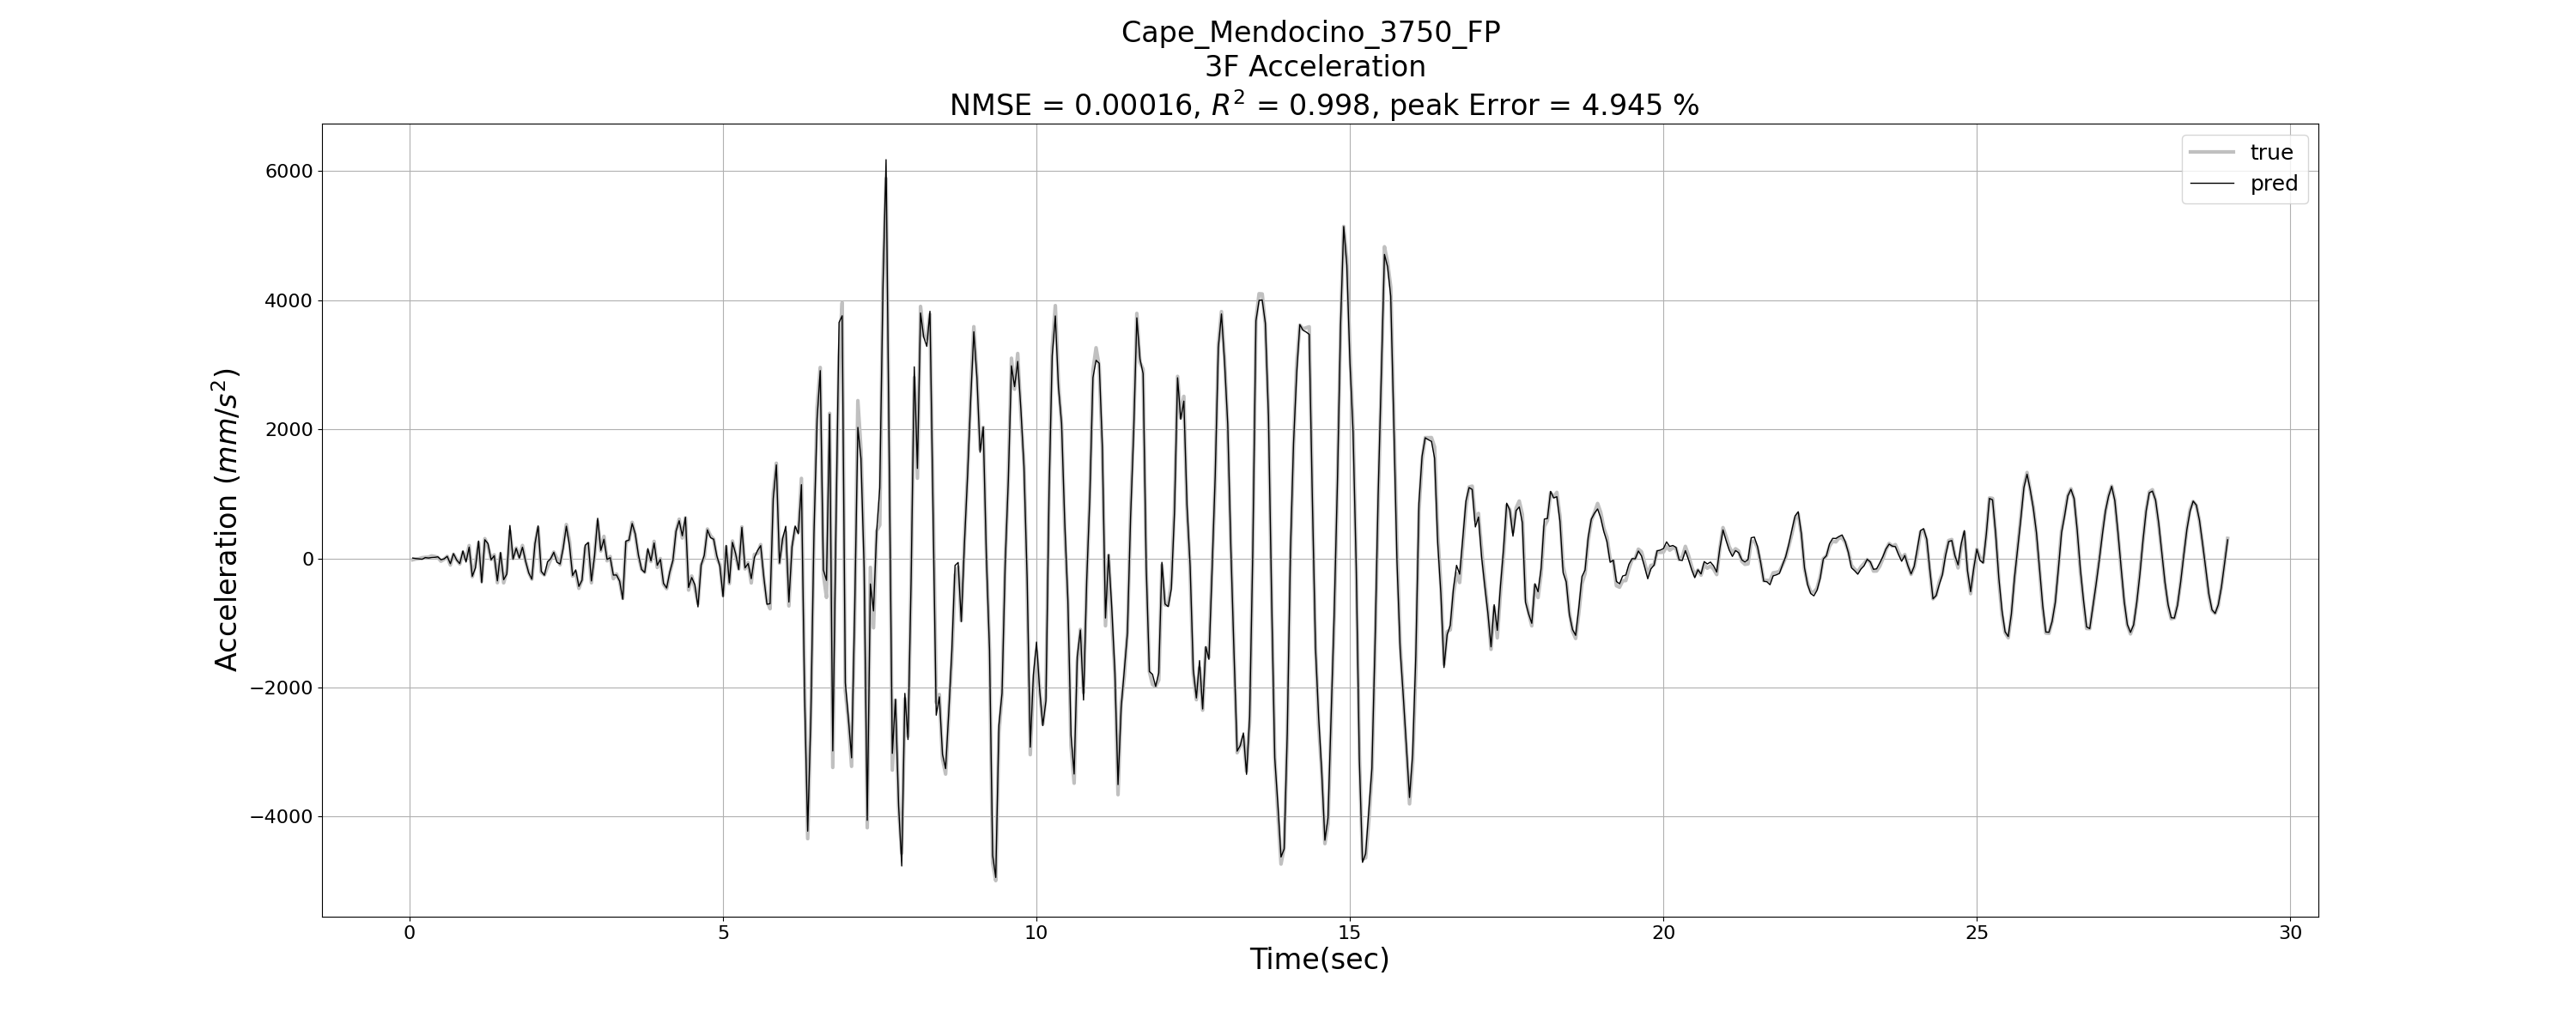 Cape_Mendocino_3750_FP
3F Acceleration
NMSE = 0.00016, R² = 0.998, peak Error = 4.945 %
true
pred
6000
4000
2000
0
−2000
−4000
Acceleration (mm/s²)
0 5 10 15 20 25 30
Time(sec)